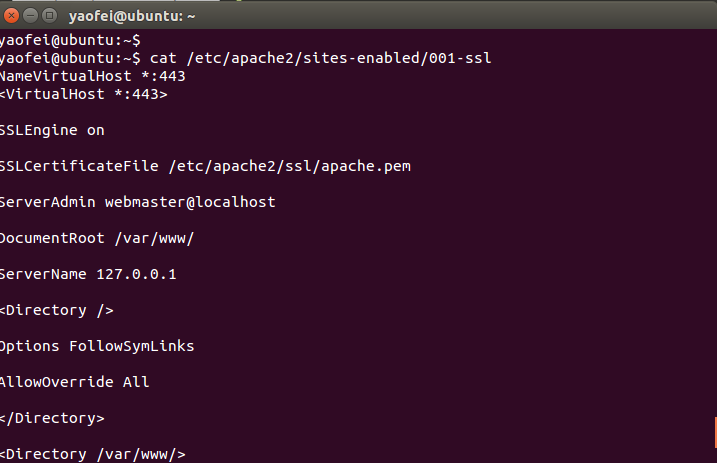 yaofei@ubuntu: ~
yaofei@ubuntu:~$
yaofei@ubuntu:~$ cat /etc/apache2/sites-enabled/001-ssl
NameVirtualHost *:443
<VirtualHost *:443>
SSLEngine on
SSLCertificateFile /etc/apache2/ssl/apache.pem
ServerAdmin webmaster@localhost
DocumentRoot /var/www/
ServerName 127.0.0.1
<Directory />
Options FollowSymLinks
AllowOverride All
</Directory>
<Directory /var/www/>